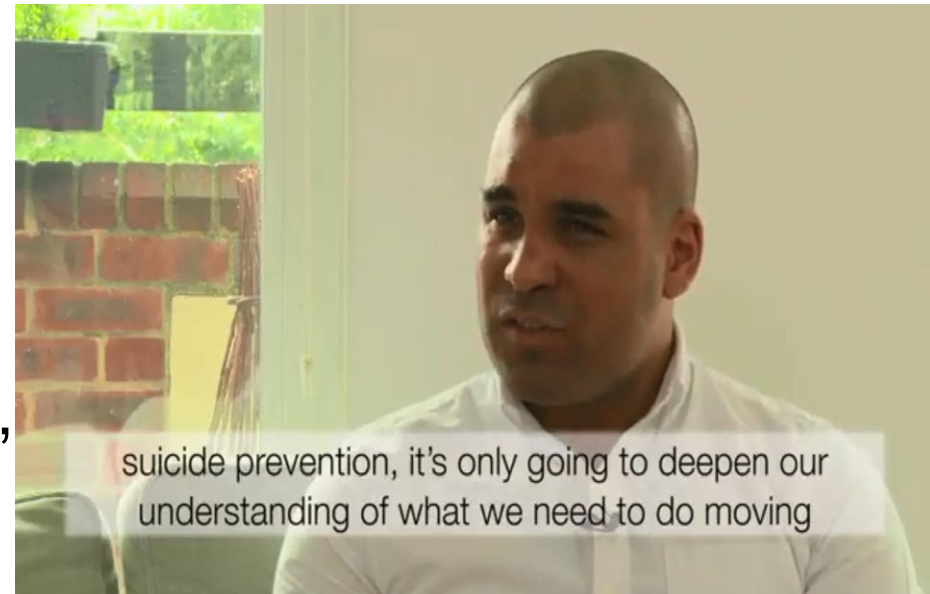 ,
suicide prevention, it's only going to deepen our
understanding of what we need to do moving